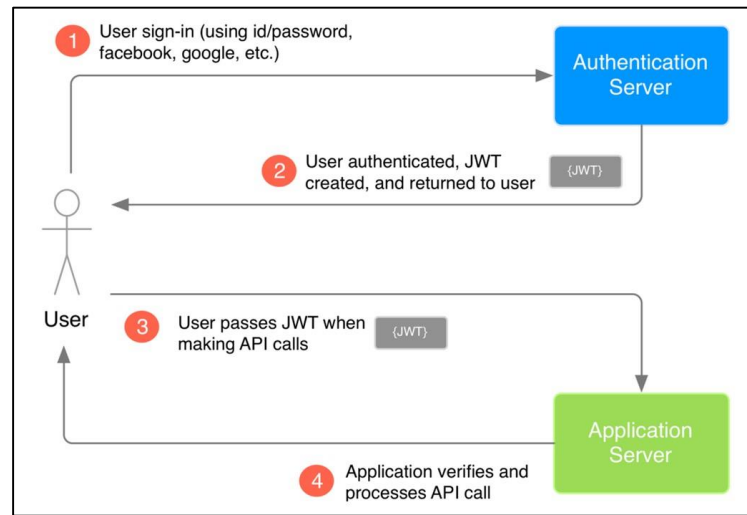 1
User sign-in (using id/password,
facebook, google, etc.)
Authentication
Server
2
User authenticated, JWT
created, and returned to user
{JWT}
User
3
User passes JWT when
making API calls
{JWT}
Application
Server
4
Application verifies and
processes API call